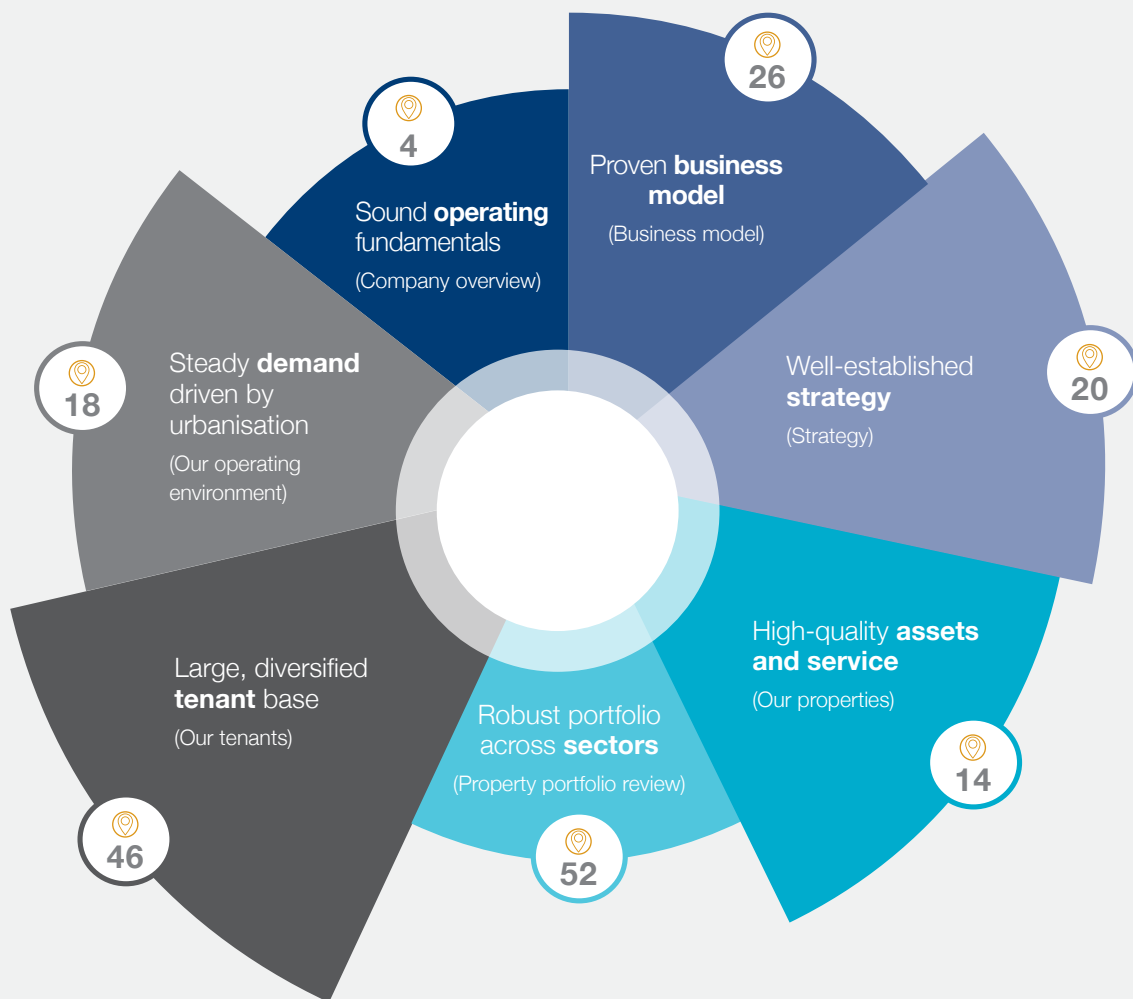 26
Proven business
model
(Business model)
20
Well-established
strategy
(Strategy)
14
High-quality assets
and service
(Our properties)
52
Robust portfolio
across sectors
(Property portfolio review)
46
Large, diversified
tenant base
(Our tenants)
18
Steady demand
driven by
urbanisation
(Our operating
environment)
4
Sound operating
fundamentals
(Company overview)